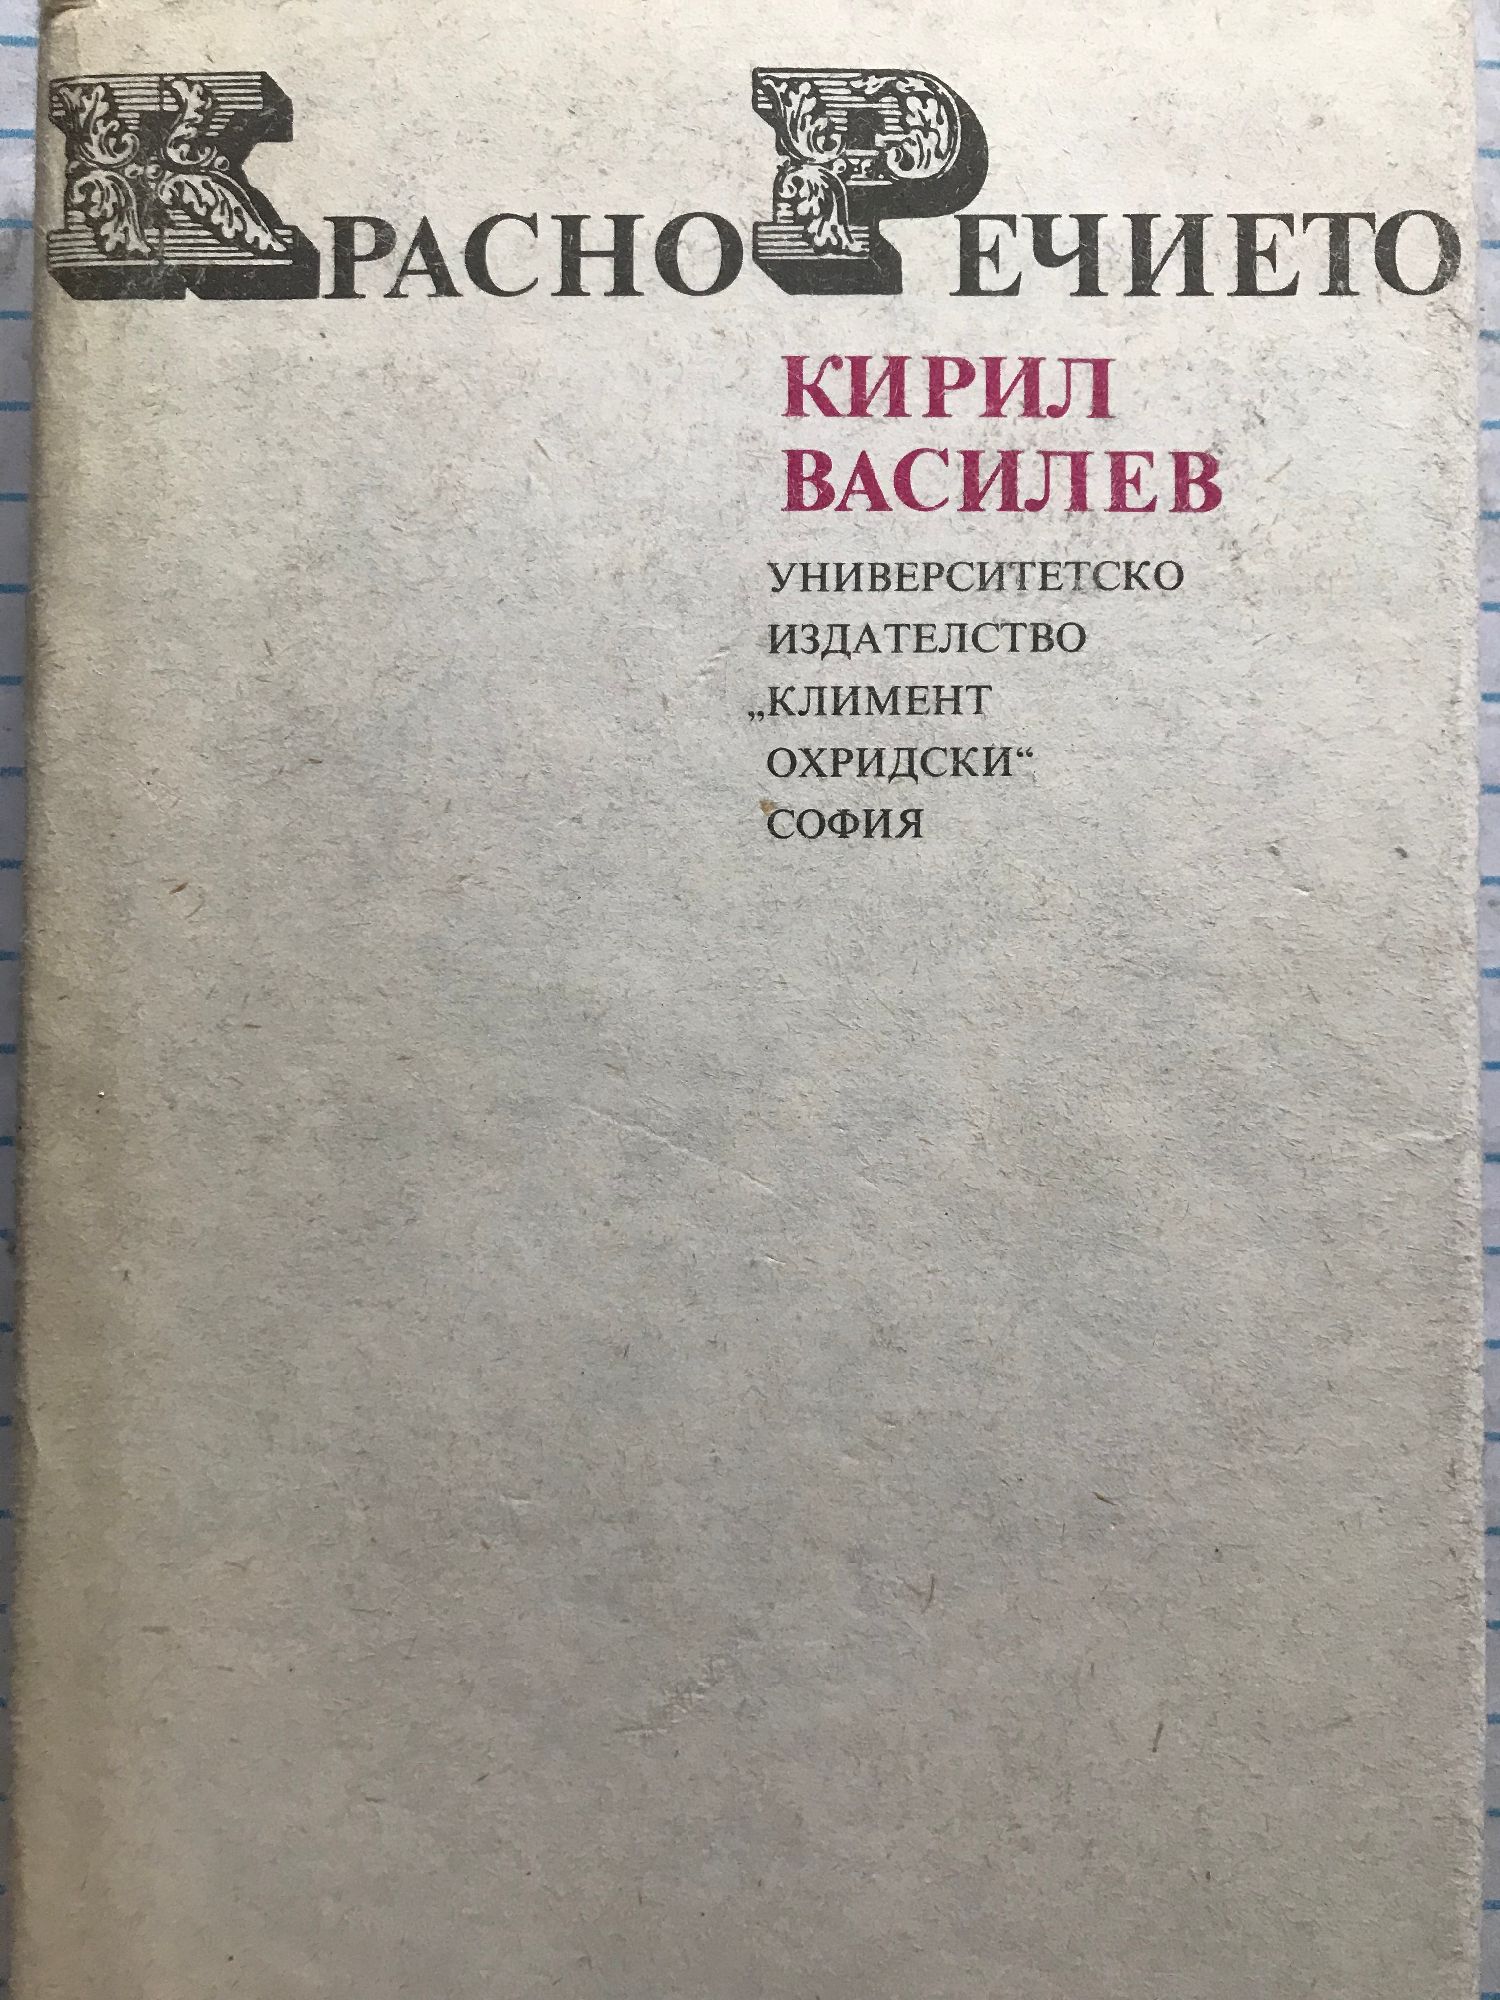 КРАСНОРЕЧИЕТО
КИРИЛ
ВАСИЛЕВ
УНИВЕРСИТЕТСКО
ИЗДАТЕЛСТВО
„КЛИМЕНТ
ОХРИДСКИ“
СОФИЯ